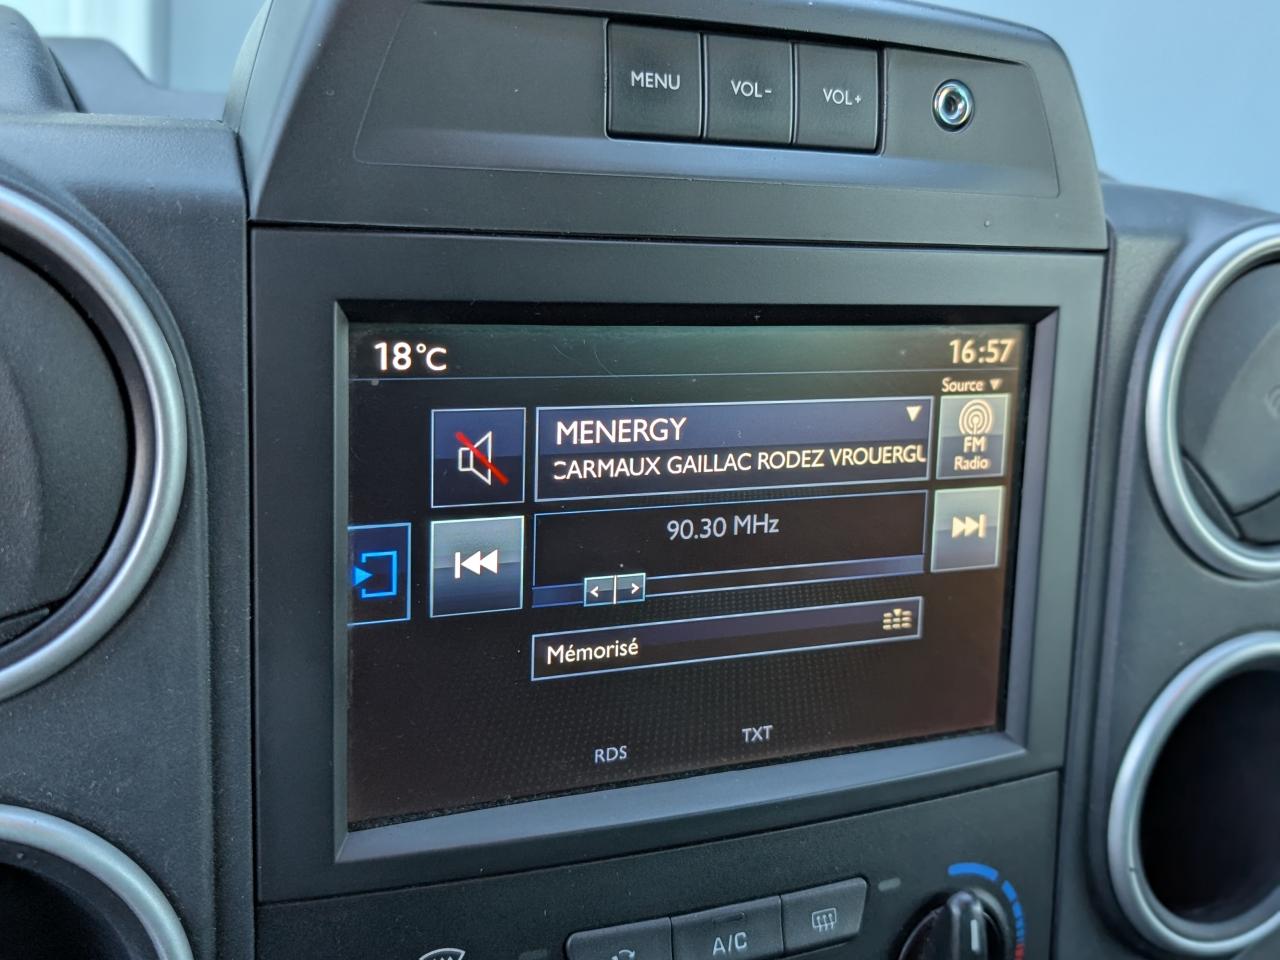 MENU
VOL-
VOL+
18°C
16:57
Source
MENERGY
CARMAUX GAILLAC RODEZ VROUERGU
FM
Radio
90.30 MHz
< >
Mémorisé
RDS
TXT
A/C